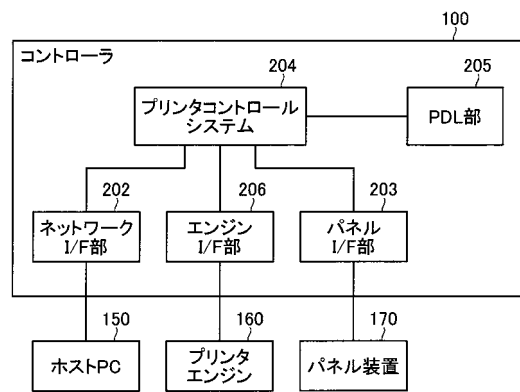 100
コントローラ
204
プリンタコントロール
システム
205
PDL部
202
ネットワーク
I/F部
206
エンジン
I/F部
203
パネル
I/F部
150
ホストPC
160
プリンタ
エンジン
170
パネル装置